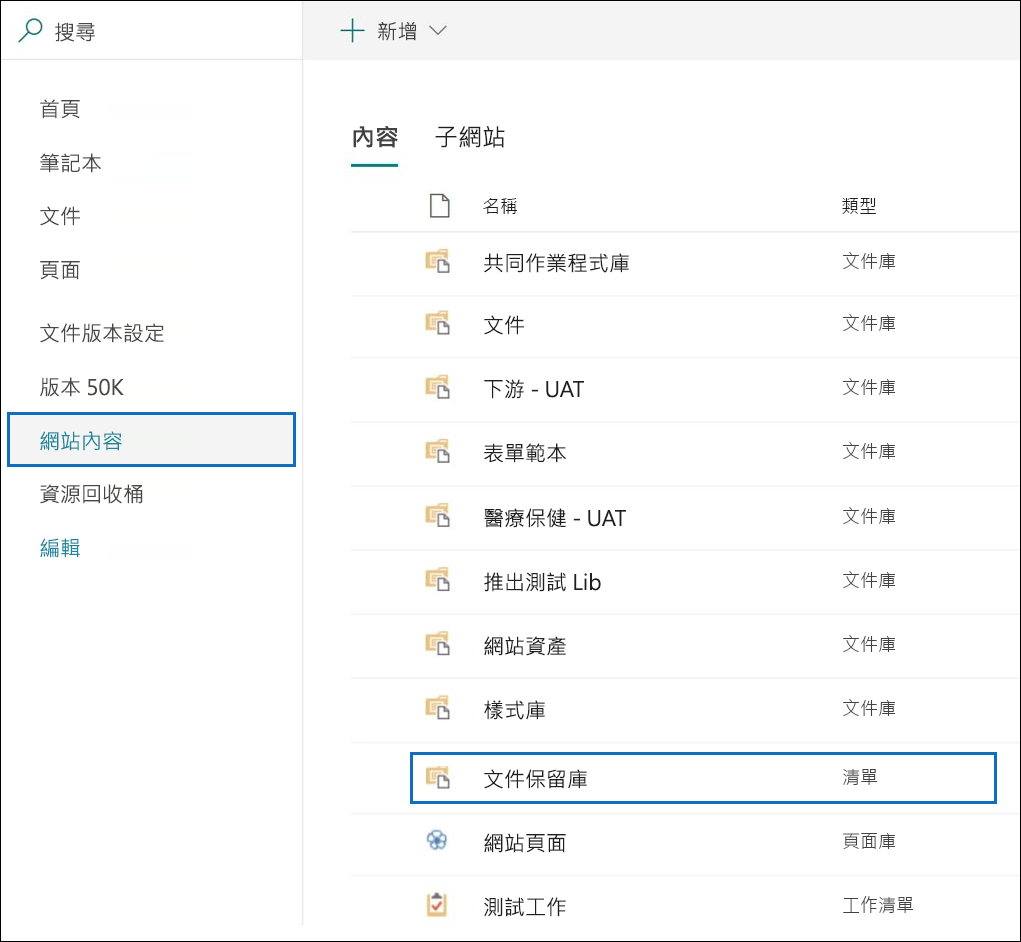 搜尋
新增
首頁
筆記本
文件
頁面
文件版本設定
版本 50K
網站內容
資源回收桶
編輯
內容 子網站
名稱 類型
共同作業程式庫 文件庫
文件 文件庫
下游 - UAT 文件庫
表單範本 文件庫
醫療保健 - UAT 文件庫
推出測試 Lib 文件庫
網站資產 文件庫
樣式庫 文件庫
文件保留庫 清單
網站頁面 頁面庫
測試工作 工作清單